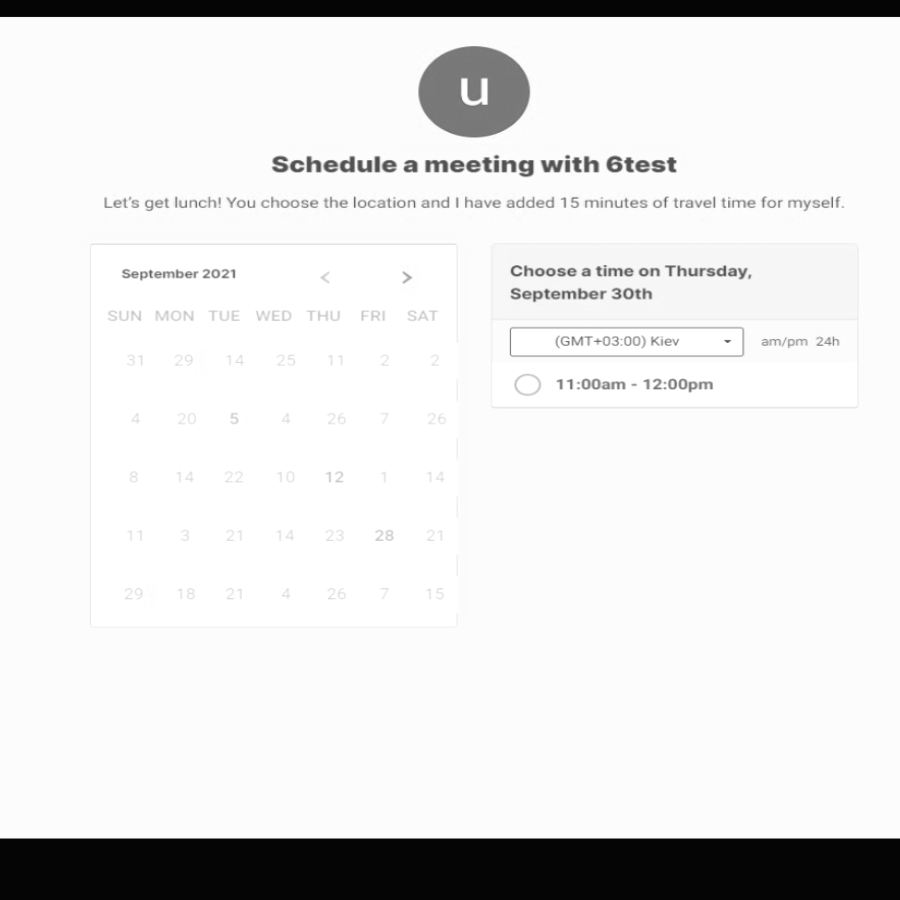 u
Schedule a meeting with 6test
Let's get lunch! You choose the location and I have added 15 minutes of travel time for myself.
September 2021 < >
SUN MON TUE WED THU FRI SAT
31 29 14 25 11 2 2
4 20 5 4 26 7 26
8 14 22 10 12 1 14
11 3 21 14 23 28 21
29 18 21 4 26 7 15
Choose a time on Thursday,
September 30th
(GMT+03:00) Kiev am/pm 24h
11:00am - 12:00pm